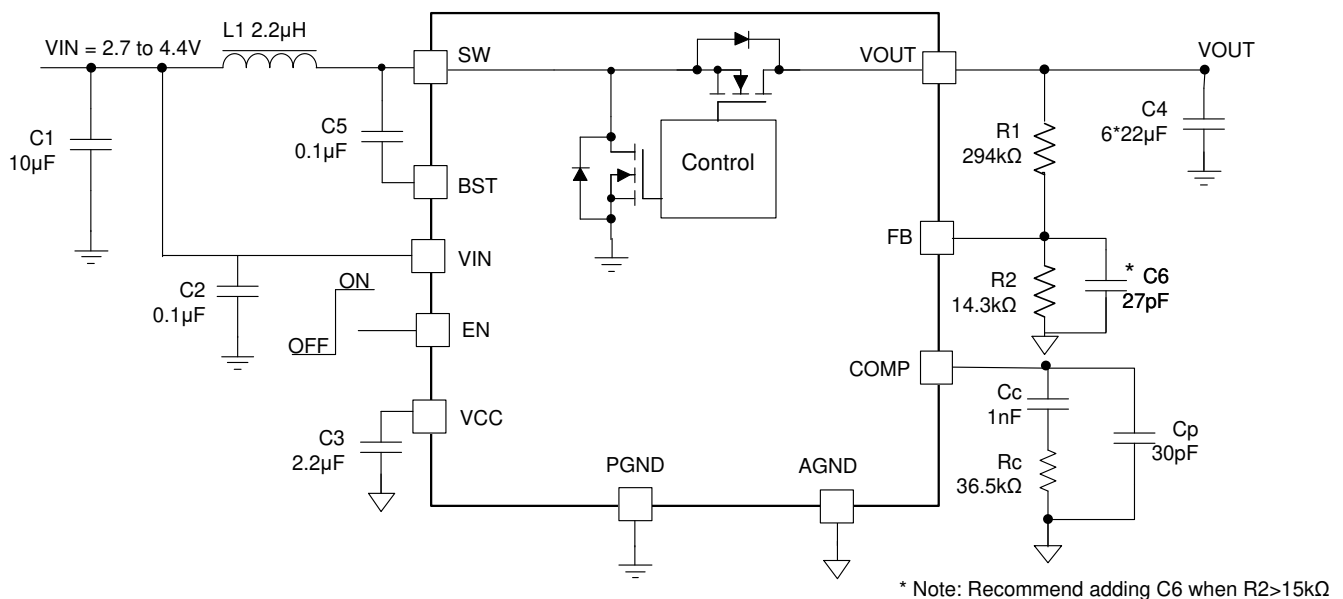 L1 2.2µH
VIN = 2.7 to 4.4V
SW
VOUT
VOUT
C1
10µF
C5
0.1µF
Control
R1
294kΩ
C4
6*22µF
BST
FB
VIN
C2
0.1µF
ON
OFF
EN
R2
14.3kΩ
* C6
27pF
COMP
VCC
C3
2.2µF
Cc
1nF
Cp
30pF
Rc
36.5kΩ
PGND
AGND
* Note: Recommend adding C6 when R2>15kΩ